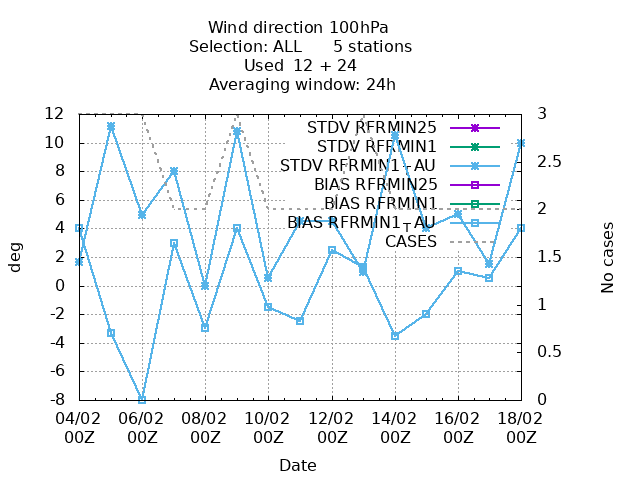 Wind direction 100hPa
Selection: ALL 5 stations
Used 12 + 24
Averaging window: 24h
12
10
8
6
4
2
0
-2
-4
-6
-8
deg
3
2.5
2
1.5
1
0.5
0
No cases
STDV RFRMIN25
STDV RFRMIN1
STDV RFRMIN1-AU
BIAS RFRMIN25
BIAS RFRMIN1
BIAS RFRMIN1-AU
CASES
04/02 06/02 08/02 10/02 12/02 14/02 16/02 18/02
00Z 00Z 00Z 00Z 00Z 00Z 00Z 00Z
Date